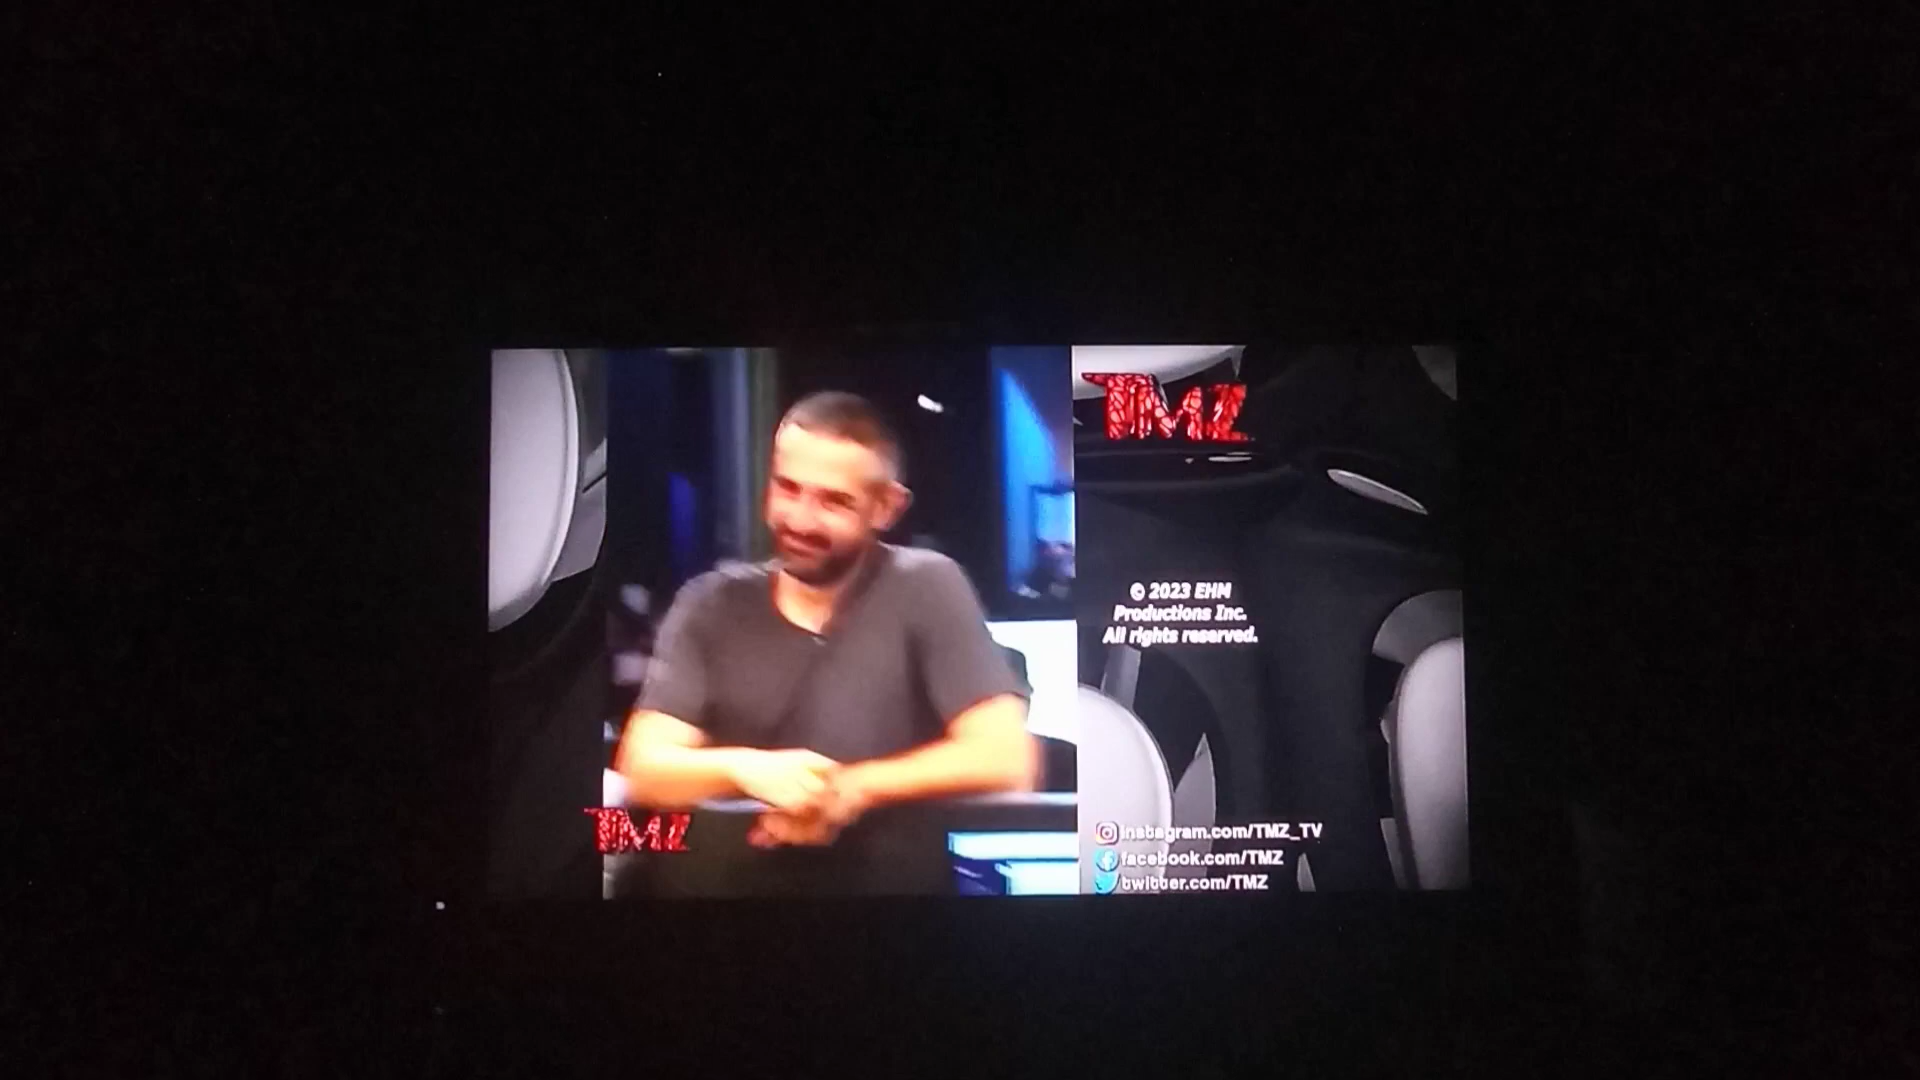 TMZ
© 2023 EHM
Productions Inc.
All rights reserved.
TMZ
instagram.com/TMZ_TV
facebook.com/TMZ
twitter.com/TMZ